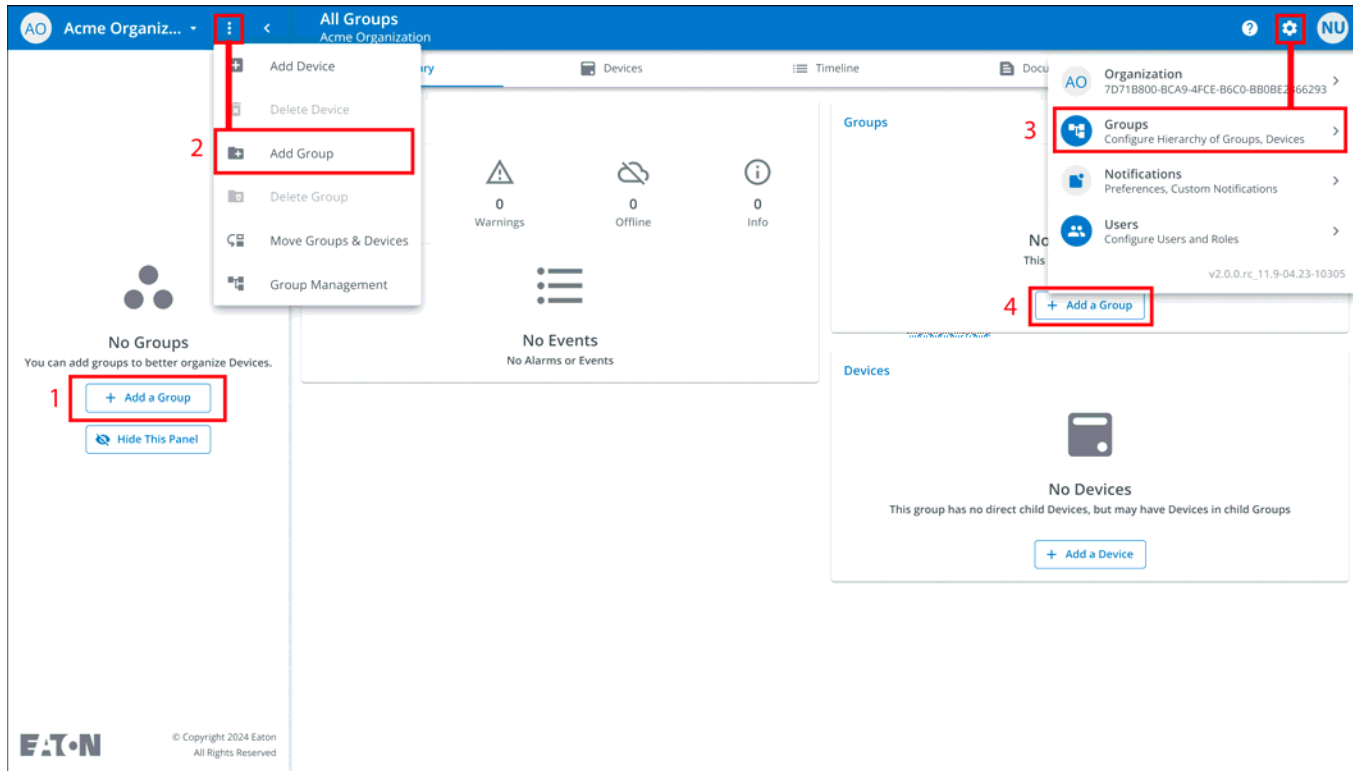 AO Acme Organiz...
All Groups
Acme Organization
NU
Add Device
Delete Device
2 Add Group
Delete Group
Move Groups & Devices
Group Management
Devices
Timeline
0
Warnings
0
Offline
0
Info
No Events
No Alarms or Events
No Groups
You can add groups to better organize Devices.
1 + Add a Group
Hide This Panel
Groups
AO Organization
3 Groups
Configure Hierarchy of Groups, Devices
Notifications
Preferences, Custom Notifications
Users
Configure Users and Roles
v2.0.0.rc_11.9-04.23-10305
This
4 + Add a Group
Devices
No Devices
This group has no direct child Devices, but may have Devices in child Groups
+ Add a Device
EATON
© Copyright 2024 Eaton
All Rights Reserved